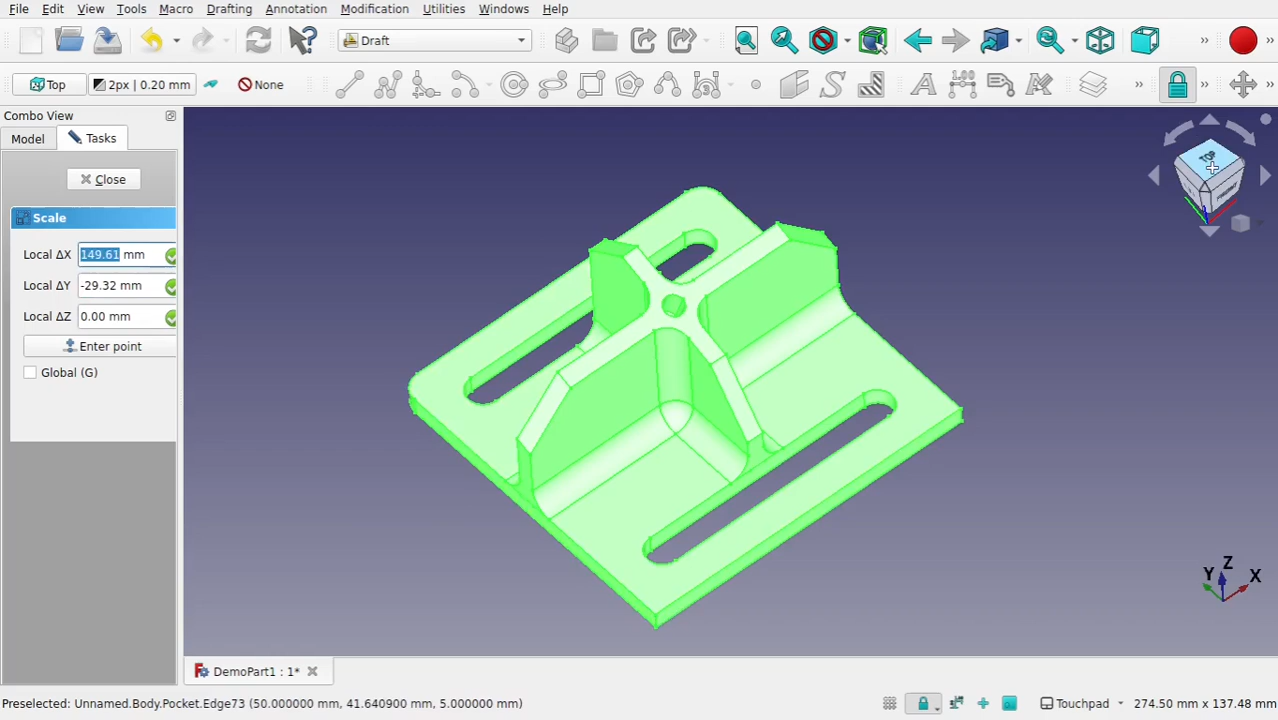 File Edit View Tools Macro Drafting Annotation Modification Utilities Windows Help
Draft
Top 2px | 0.20 mm None
1.00
A
S
Combo View
Model Tasks
Close
Scale
Local ΔX 149.61 mm
Local ΔY -29.32 mm
Local ΔZ 0.00 mm
Enter point
Global (G)
TOP
Z
Y X
DemoPart1 : 1*
Preselected: Unnamed.Body.Pocket.Edge73 (50.000000 mm, 41.640900 mm, 5.000000 mm) Touchpad 274.50 mm x 137.48 mm